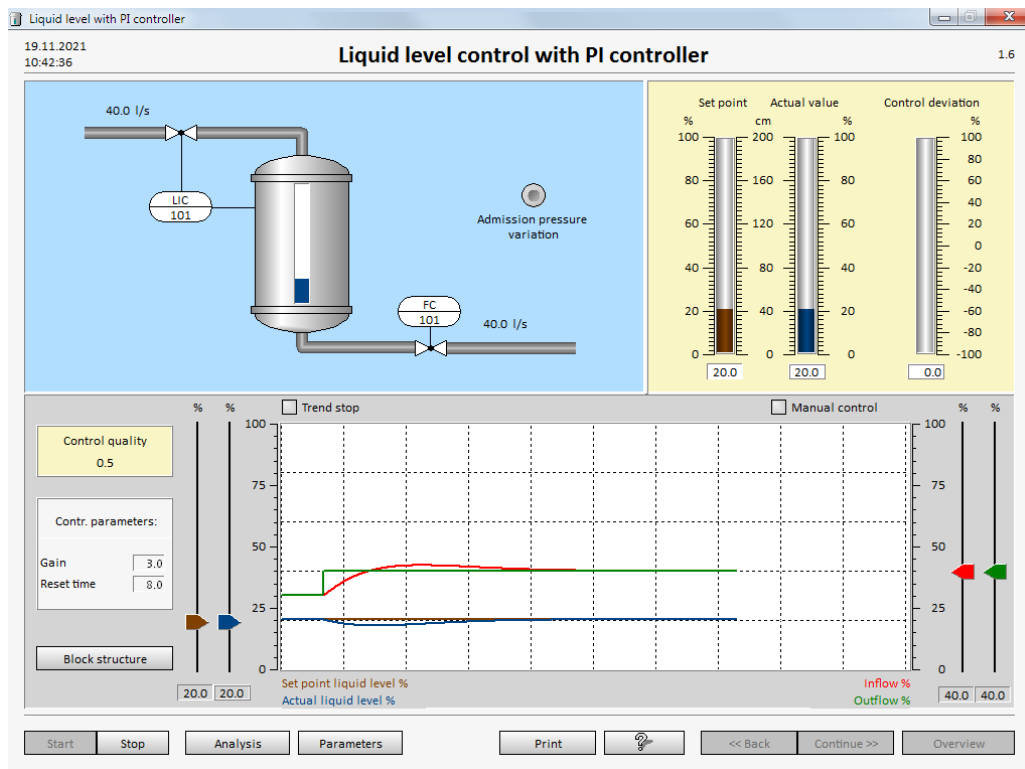 Liquid level with PI controller
19.11.2021
10:42:36
Liquid level control with PI controller
1.6
40.0 l/s
LIC
101
Admission pressure
variation
FC
101
40.0 l/s
Set point Actual value Control deviation
% cm % %
100 200 100 100
80
80 160 80 60
40
60 120 60 20
0
40 80 40 -20
-40
20 40 20 -60
-80
0 0 0 -100
20.0 20.0 0.0
% % Trend stop Manual control % %
Control quality
0.5
Contr. parameters:
Gain 3.0
Reset time 8.0
Block structure
100 100
75 75
50 50
25 25
0 0
20.0 20.0
Set point liquid level % Inflow %
Actual liquid level % Outflow %
40.0 40.0
Start Stop Analysis Parameters Print ? << Back Continue >> Overview